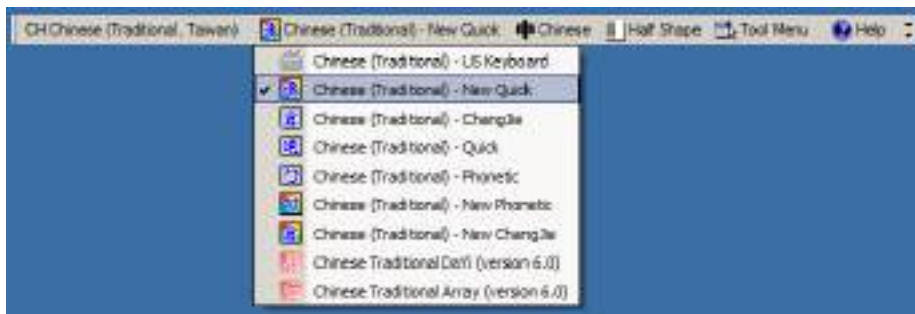 CH Chinese (Traditional, Taiwan) Chinese (Traditional) - New Quick Chinese Half Shape Tool Menu Help
Chinese (Traditional) - US Keyboard
Chinese (Traditional) - New Quick
Chinese (Traditional) - ChangJie
Chinese (Traditional) - Quick
Chinese (Traditional) - Phonetic
Chinese (Traditional) - New Phonetic
Chinese (Traditional) - New ChangJie
Chinese Traditional DaYi (version 6.0)
Chinese Traditional Array (version 6.0)